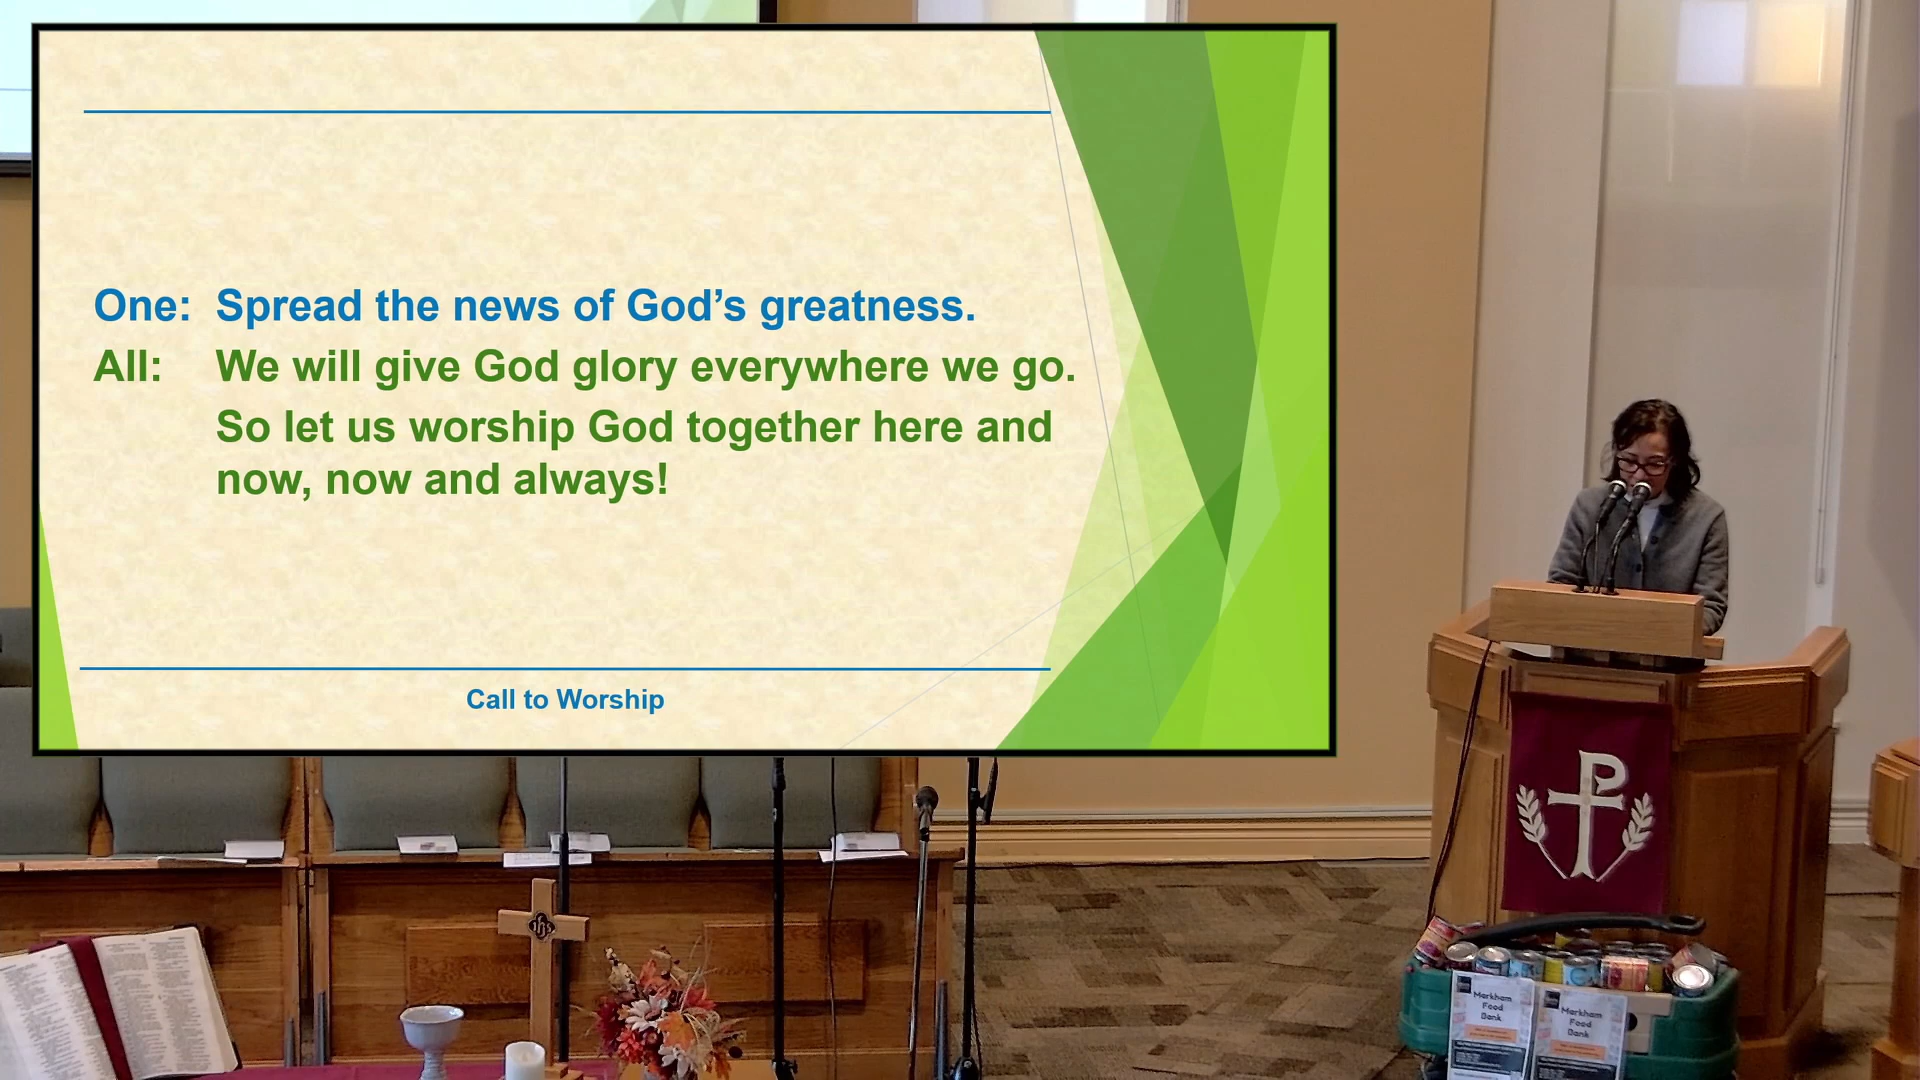 One: Spread the news of God’s greatness.
All: We will give God glory everywhere we go.
So let us worship God together here and
now, now and always!
Call to Worship
Markham
Food
Bank
Markham
Food
Bank